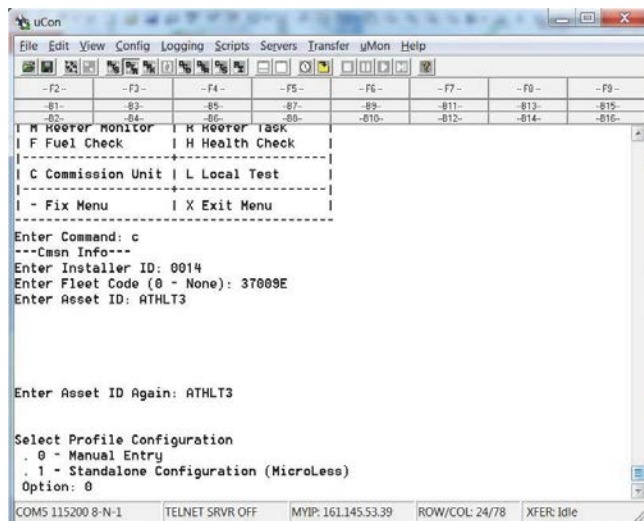 uCon
File Edit View Config Logging Scripts Servers Transfer µMon Help
-F2- -F3- -F4- -F5- -F6- -F7- -F8- -F9-
-B1- -B3- -B5- -B7- -B9- -B11- -B13- -B15-
-B2- -B4- -B6- -B8- -B10- -B12- -B14- -B16-
| M Reefer Monitor | R Reefer Task |
| F Fuel Check | H Health Check |
|--------------------+--------------------|
| C Commission Unit | L Local Test |
|--------------------+--------------------|
| - Fix Menu | X Exit Menu |
-----------------------------------------
Enter Command: c
---Cmsn Info---
Enter Installer ID: 0014
Enter Fleet Code (0 - None): 37009E
Enter Asset ID: ATHLT3
Enter Asset ID Again: ATHLT3
Select Profile Configuration
. 0 - Manual Entry
. 1 - Standalone Configuration (MicroLess)
Option: 0
COM5 115200 8-N-1 TELNET SRVR OFF MYIP: 161.145.53.39 ROW/COL: 24/78 XFER: Idle